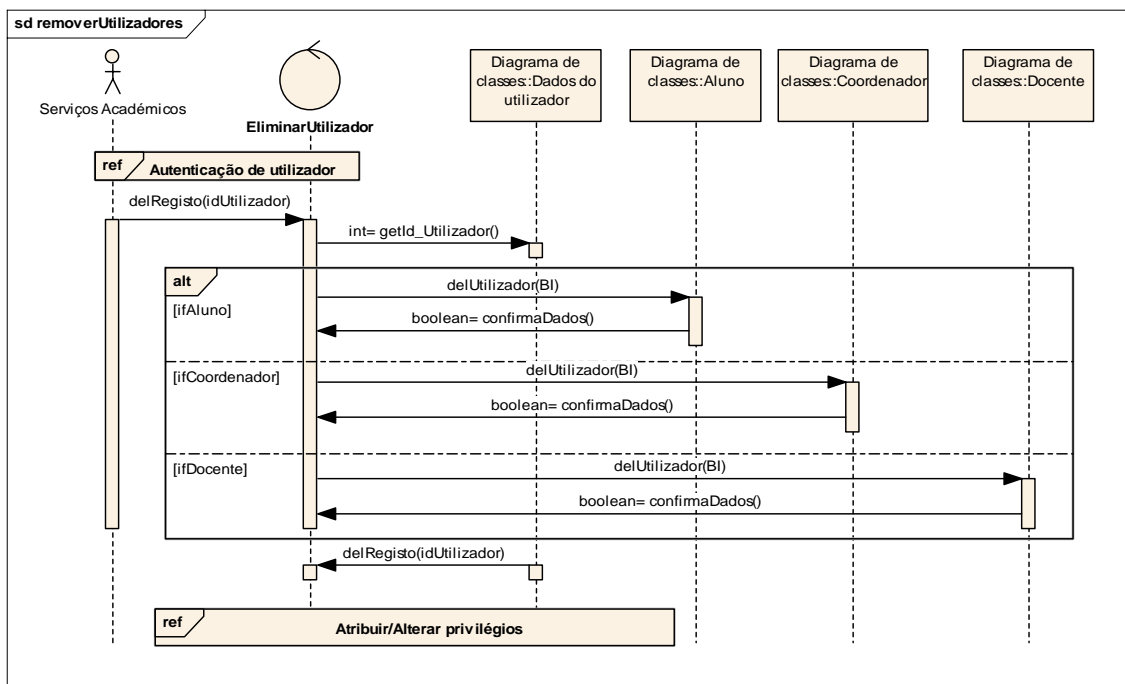 sd removerUtilizadores
Serviços Académicos
EliminarUtilizador
Diagrama de
classes::Dados do
utilizador
Diagrama de
classes::Aluno
Diagrama de
classes::Coordenador
Diagrama de
classes::Docente
ref
Autenticação de utilizador
delRegisto(idUtilizador)
int= getId_Utilizador()
alt
[ifAluno]
delUtilizador(BI)
boolean= confirmaDados()
[ifCoordenador]
delUtilizador(BI)
boolean= confirmaDados()
[ifDocente]
delUtilizador(BI)
boolean= confirmaDados()
delRegisto(idUtilizador)
ref
Atribuir/Alterar privilégios